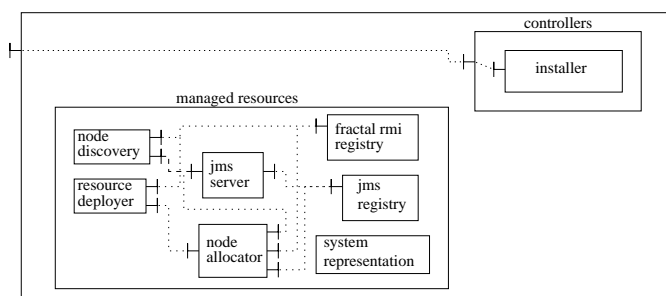 controllers
installer
managed resources
node
discovery
fractal rmi
registry
jms
server
resource
deployer
jms
registry
node
allocator
system
representation